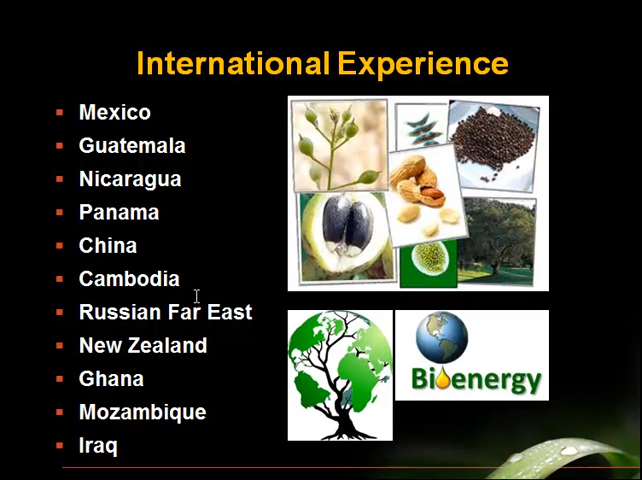 International Experience
Mexico
Guatemala
Nicaragua
Panama
China
Cambodia
Russian Far East
New Zealand
Ghana
Mozambique
Iraq
Bioenergy